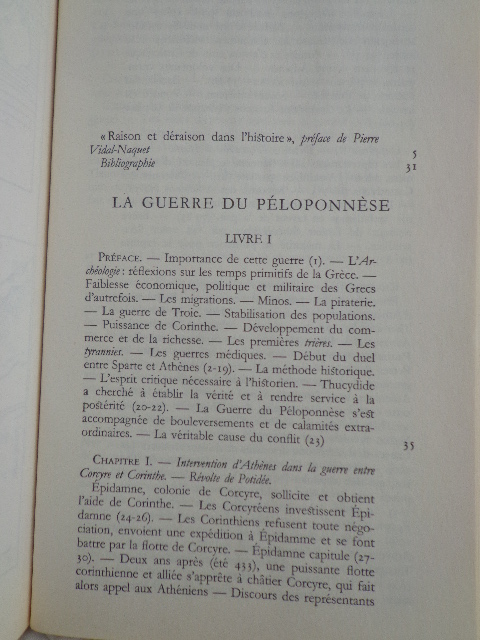 « Raison et déraison dans l'histoire », préface de Pierre
Vidal-Naquet 5
Bibliographie 31
LA GUERRE DU PÉLOPONNÈSE
LIVRE I
PRÉFACE. — Importance de cette guerre (1). — L'Ar-
chéologie : réflexions sur les temps primitifs de la Grèce. —
Faiblesse économique, politique et militaire des Grecs
d'autrefois. — Les migrations. — Minos. — La piraterie.
— La guerre de Troie. — Stabilisation des populations.
— Puissance de Corinthe. — Développement du com-
merce et de la richesse. — Les premières trières. — Les
tyrannies. — Les guerres médiques. — Début du duel
entre Sparte et Athènes (2-19). — La méthode historique.
— L'esprit critique nécessaire à l'historien. — Thucydide
a cherché à établir la vérité et à rendre service à la
postérité (20-22). — La Guerre du Péloponnèse s'est
accompagnée de bouleversements et de calamités extra-
ordinaires. — La véritable cause du conflit (23) 35
CHAPITRE I. — Intervention d'Athènes dans la guerre entre
Corcyre et Corinthe. — Révolte de Potidée.
Épidamne, colonie de Corcyre, sollicite et obtient
l'aide de Corinthe. — Les Corcyréens investissent Épi-
damne (24-26). — Les Corinthiens refusent toute négo-
ciation, envoient une expédition à Épidamme et se font
battre par la flotte de Corcyre. — Épidamne capitule (27-
30). — Deux ans après (été 433), une puissante flotte
corinthienne et alliée s'apprête à châtier Corcyre, qui fait
alors appel aux Athéniens — Discours des représentants